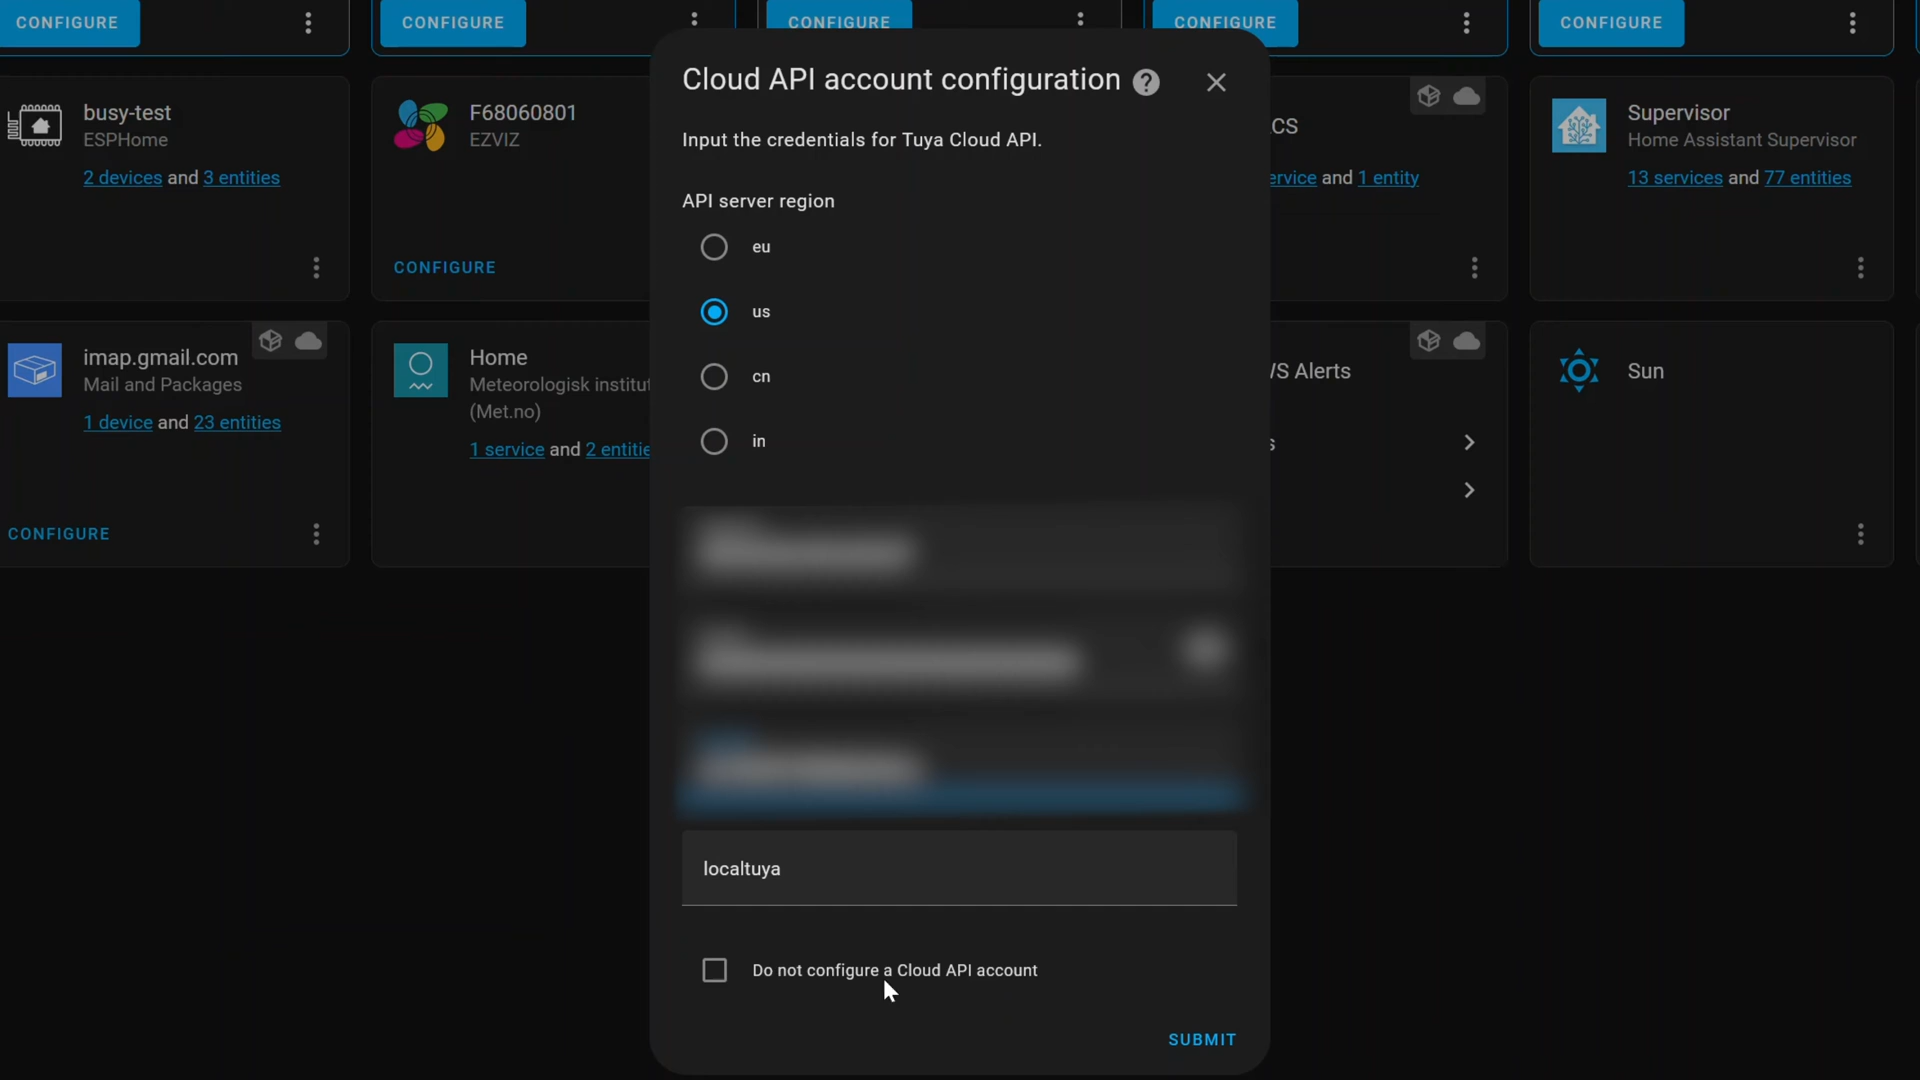 CONFIGURE
CONFIGURE
CONFIGURE
CONFIGURE
CONFIGURE
busy-test
ESPHome
2 devices and 3 entities
F68060801
EZVIZ
CONFIGURE
Cloud API account configuration
Input the credentials for Tuya Cloud API.
API server region
eu
us
cn
in
localtuya
Do not configure a Cloud API account
SUBMIT
CS
ervice and 1 entity
Supervisor
Home Assistant Supervisor
13 services and 77 entities
imap.gmail.com
Mail and Packages
1 device and 23 entities
CONFIGURE
Home
Meteorologisk institut
(Met.no)
1 service and 2 entitie
VS Alerts
s
Sun